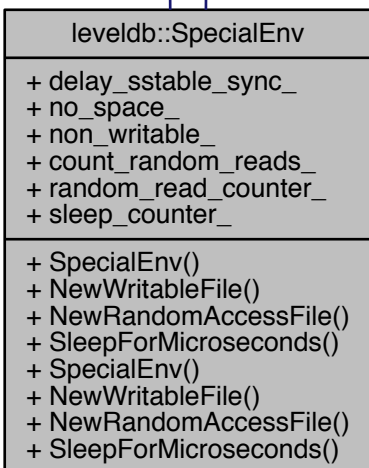 leveldb::SpecialEnv
+ delay_sstable_sync_
+ no_space_
+ non_writable_
+ count_random_reads_
+ random_read_counter_
+ sleep_counter_
+ SpecialEnv()
+ NewWritableFile()
+ NewRandomAccessFile()
+ SleepForMicroseconds()
+ SpecialEnv()
+ NewWritableFile()
+ NewRandomAccessFile()
+ SleepForMicroseconds()